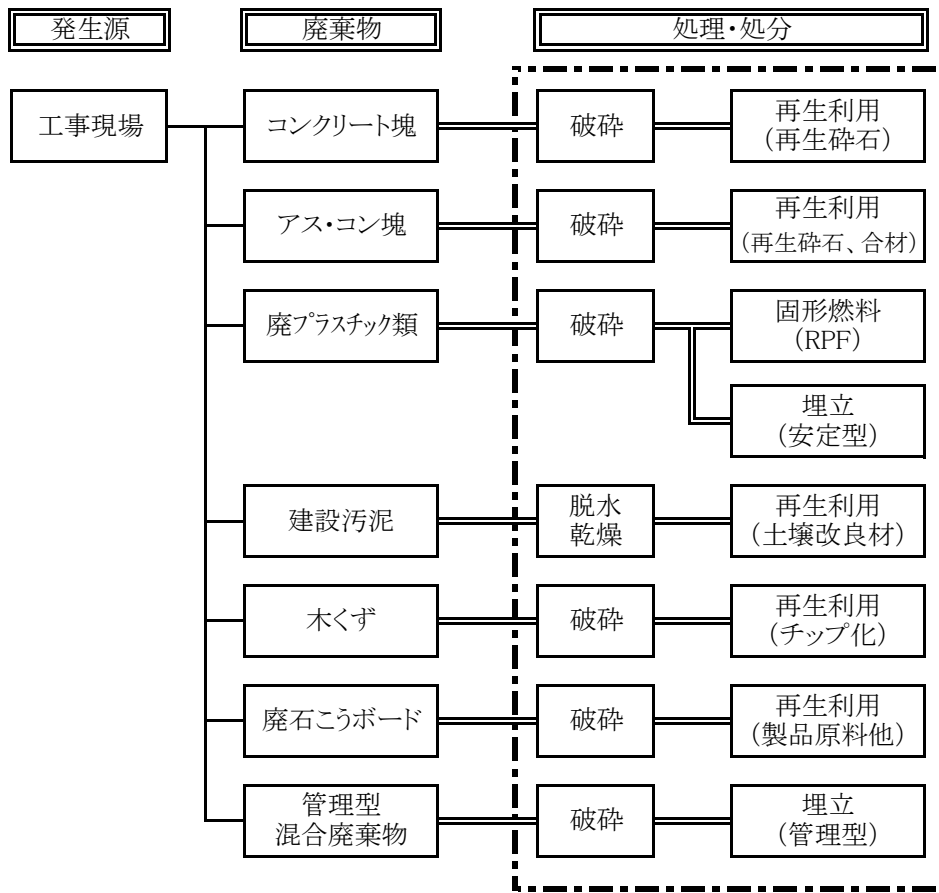 発生源
廃棄物
処理・処分
工事現場
コンクリート塊
破砕
再生利用
(再生砕石)
アス・コン塊
破砕
再生利用
(再生砕石、合材)
廃プラスチック類
破砕
固形燃料
(RPF)
埋立
(安定型)
建設汚泥
脱水
乾燥
再生利用
(土壌改良材)
木くず
破砕
再生利用
(チップ化)
廃石こうボード
破砕
再生利用
(製品原料他)
管理型
混合廃棄物
破砕
埋立
(管理型)